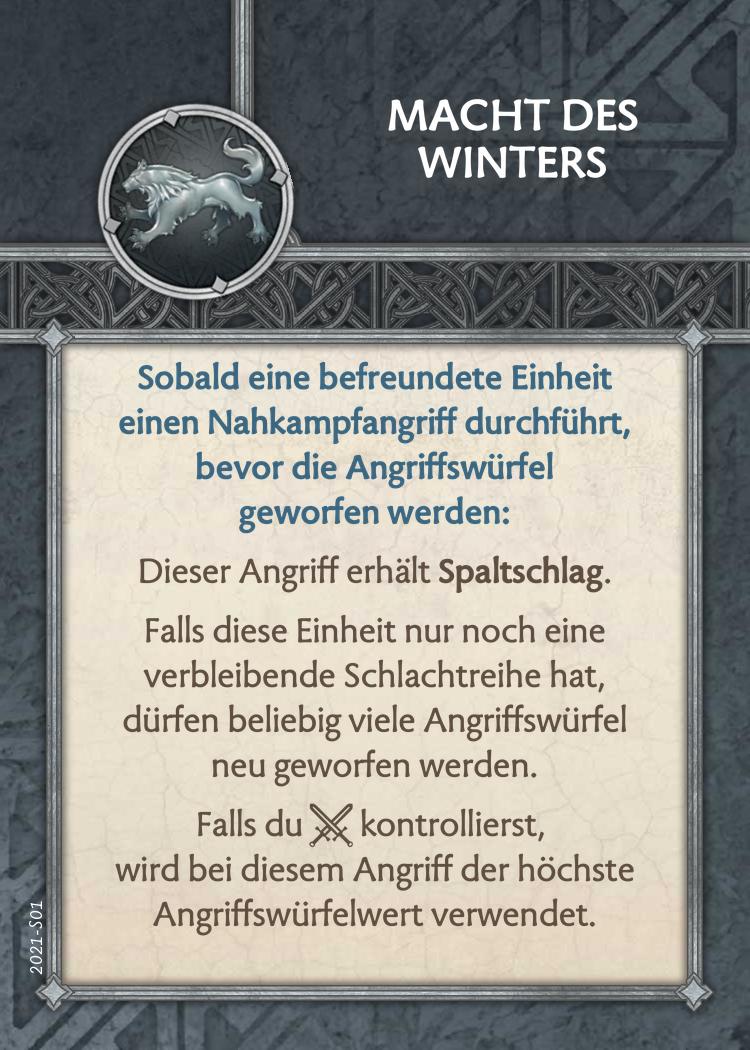 MACHT DES
WINTERS
Sobald eine befreundete Einheit
einen Nahkampfangriff durchführt,
bevor die Angriffswürfel
geworfen werden:
Dieser Angriff erhält Spaltschlag.
Falls diese Einheit nur noch eine
verbleibende Schlachtreihe hat,
dürfen beliebig viele Angriffswürfel
neu geworfen werden.
Falls du kontrollierst,
wird bei diesem Angriff der höchste
Angriffswürfelwert verwendet.
2021-S01